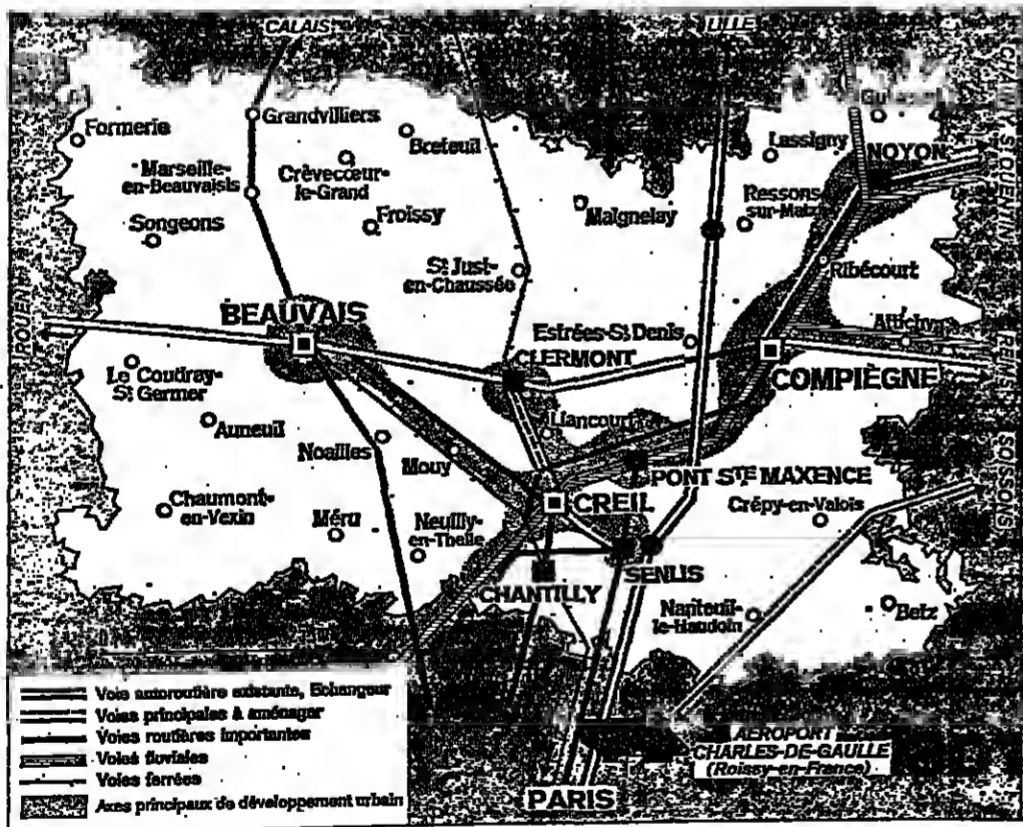 CALAIS
LILLE
Formerie
Grandvilliers
Breteuil
Lassigny
NOYON
Marseille-
en-Beauvaisis
Crèvecœur-
le-Grand
Songeons
Froissy
Maignelay
Ressons
sur-Matz
St Just-
en-Chaussée
Ribécourt
ROUEN
BEAUVAIS
Estrées-St Denis
Attichy
REIMS
CLERMONT
COMPIÈGNE
Le Coudray-
St Germer
Auneuil
Liancourt
Noailles
Mouy
PONT STE MAXENCE
SOISSONS
CREIL
Crépy-en-Valois
Chaumont-
en-Vexin
Méru
Neuilly-
en-Thelle
SENLIS
CHANTILLY
Nanteuil-
le-Haudoin
Betz
Voie autoroutière existante, Echangeur
Voies principales à aménager
Voies routières importantes
Voies fluviales
Voies ferrées
Axes principaux de développement urbain
AEROPORT
CHARLES-DE-GAULLE
(Roissy-en-France)
PARIS